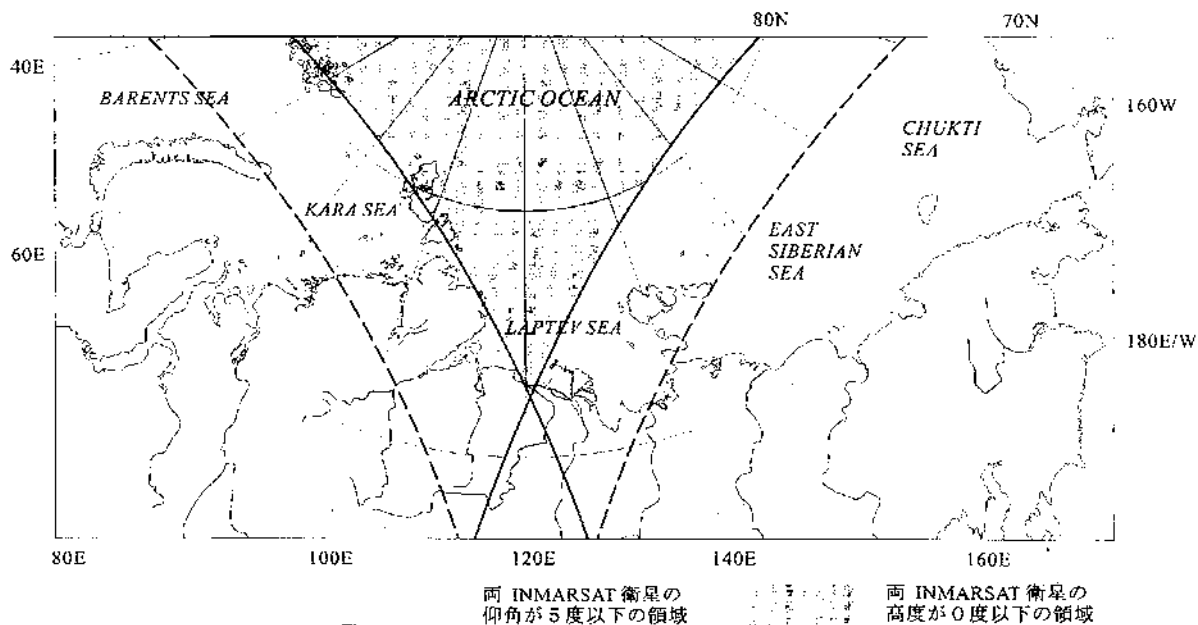 80N
70N
40E
BARENTS SEA
ARCTIC OCEAN
160W
CHUKTI
SEA
KARA SEA
EAST
SIBERIAN
SEA
60E
LAPTEV SEA
180E/W
80E
100E
120E
140E
160E
両 INMARSAT 衛星の
仰角が5度以下の領域
両 INMARSAT 衛星の
高度が0度以下の領域